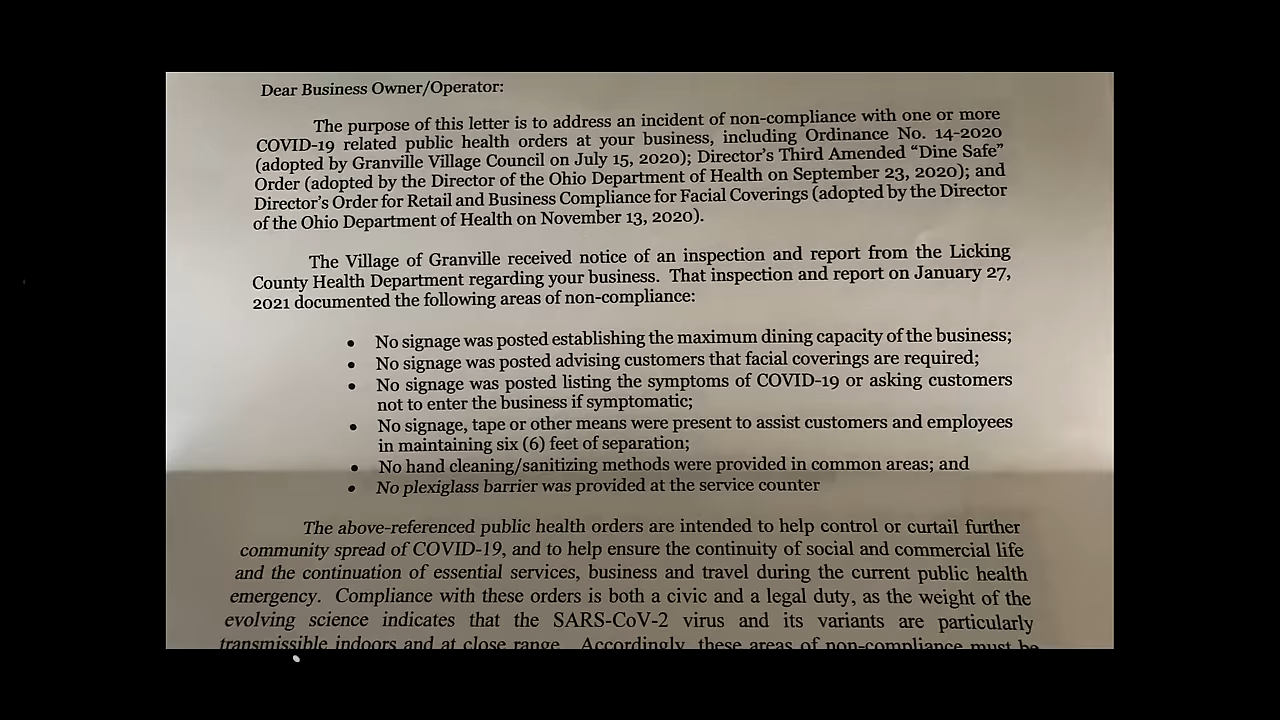 Dear Business Owner/Operator:
The purpose of this letter is to address an incident of non-compliance with one or more
COVID-19 related public health orders at your business, including Ordinance No. 14-2020
(adopted by Granville Village Council on July 15, 2020); Director's Third Amended "Dine Safe"
Order (adopted by the Director of the Ohio Department of Health on September 23, 2020); and
Director's Order for Retail and Business Compliance for Facial Coverings (adopted by the Director
of the Ohio Department of Health on November 13, 2020).
The Village of Granville received notice of an inspection and report from the Licking
County Health Department regarding your business. That inspection and report on January 27,
2021 documented the following areas of non-compliance:
• No signage was posted establishing the maximum dining capacity of the business;
• No signage was posted advising customers that facial coverings are required;
• No signage was posted listing the symptoms of COVID-19 or asking customers
not to enter the business if symptomatic;
• No signage, tape or other means were present to assist customers and employees
in maintaining six (6) feet of separation;
• No hand cleaning/sanitizing methods were provided in common areas; and
• No plexiglass barrier was provided at the service counter
The above-referenced public health orders are intended to help control or curtail further
community spread of COVID-19, and to help ensure the continuity of social and commercial life
and the continuation of essential services, business and travel during the current public health
emergency. Compliance with these orders is both a civic and a legal duty, as the weight of the
evolving science indicates that the SARS-CoV-2 virus and its variants are particularly
transmissible indoors and at close range. Accordingly, these areas of non-compliance must be